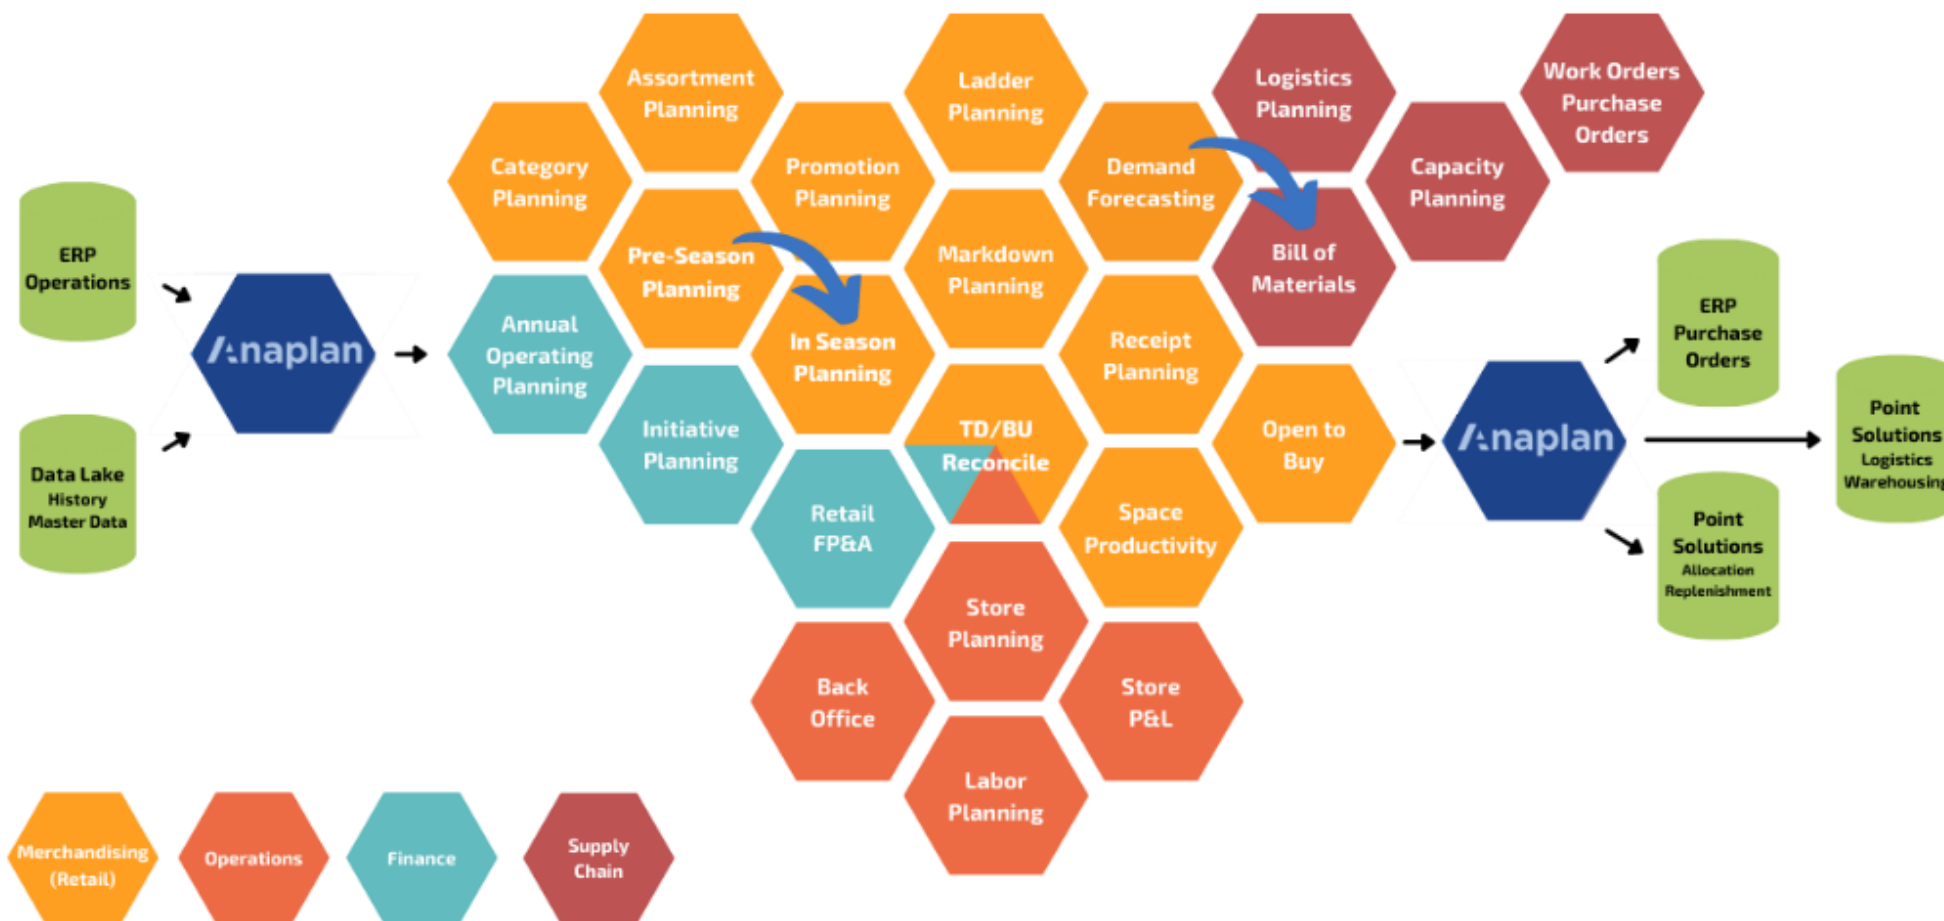 Assortment
Planning
Ladder
Planning
Logistics
Planning
Work Orders
Purchase
Orders
Category
Planning
Promotion
Planning
Demand
Forecasting
Capacity
Planning
ERP
Operations
Pre-Season
Planning
Markdown
Planning
Bill of
Materials
Anaplan
Annual
Operating
Planning
In Season
Planning
Receipt
Planning
ERP
Purchase
Orders
Data Lake
History
Master Data
Initiative
Planning
TD/BU
Reconcile
Open to
Buy
Anaplan
Point
Solutions
Logistics
Warehousing
Retail
FP&A
Space
Productivity
Point
Solutions
Allocation
Replenishment
Store
Planning
Back
Office
Store
P&L
Labor
Planning
Merchandising
(Retail)
Operations
Finance
Supply
Chain